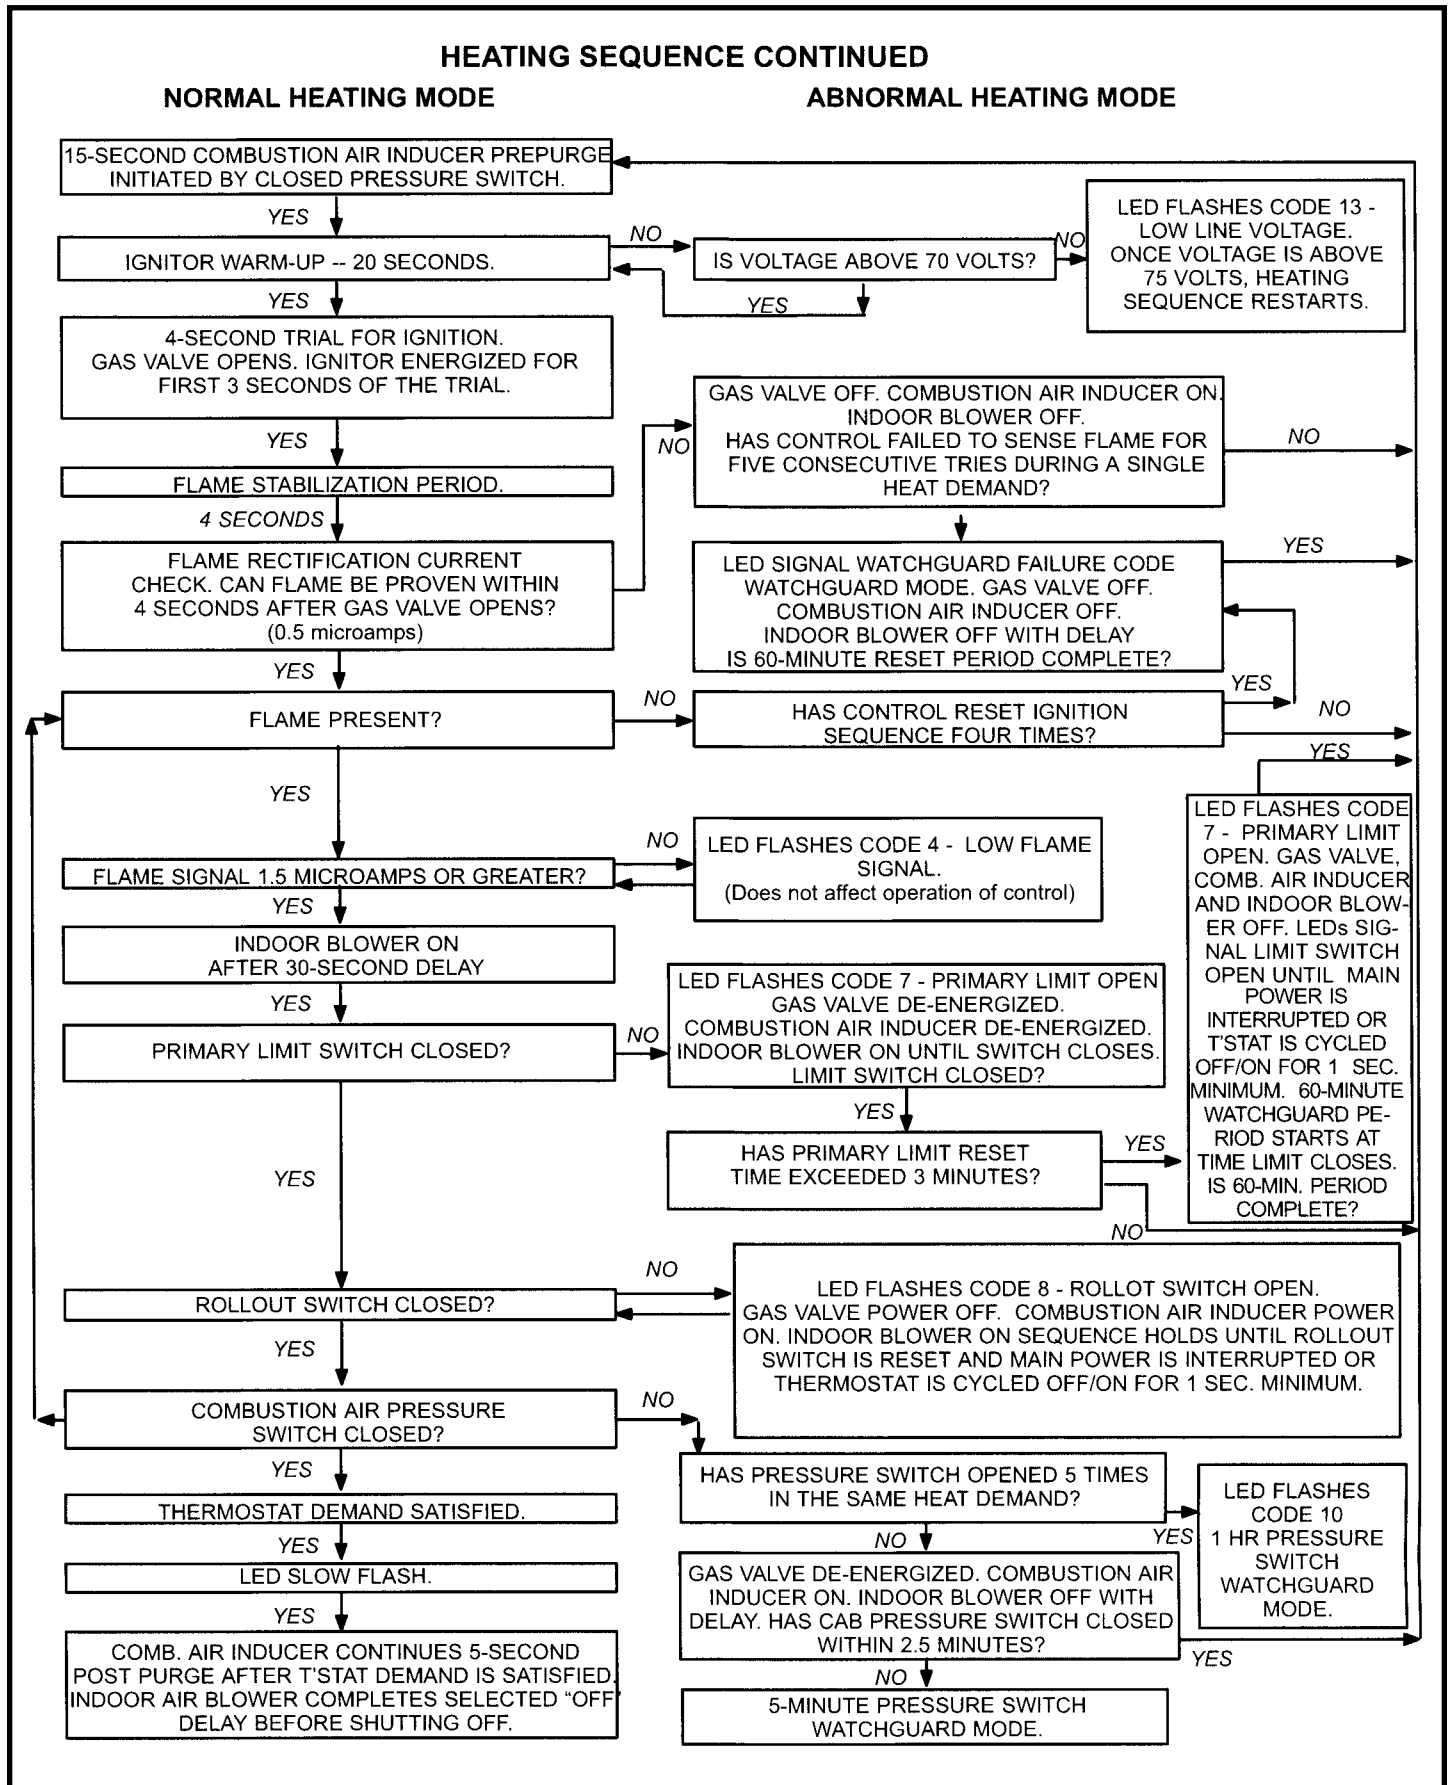 HEATING SEQUENCE CONTINUED
NORMAL HEATING MODE
ABNORMAL HEATING MODE
15-SECOND COMBUSTION AIR INDUCER PREPURGE
INITIATED BY CLOSED PRESSURE SWITCH.
YES
IGNITOR WARM-UP -- 20 SECONDS.
NO
IS VOLTAGE ABOVE 70 VOLTS?
NO
YES
LED FLASHES CODE 13 -
LOW LINE VOLTAGE.
ONCE VOLTAGE IS ABOVE
75 VOLTS, HEATING
SEQUENCE RESTARTS.
YES
4-SECOND TRIAL FOR IGNITION.
GAS VALVE OPENS. IGNITOR ENERGIZED FOR
FIRST 3 SECONDS OF THE TRIAL.
YES
FLAME STABILIZATION PERIOD.
4 SECONDS
FLAME RECTIFICATION CURRENT
CHECK. CAN FLAME BE PROVEN WITHIN
4 SECONDS AFTER GAS VALVE OPENS?
(0.5 microamps)
NO
GAS VALVE OFF. COMBUSTION AIR INDUCER ON.
INDOOR BLOWER OFF.
HAS CONTROL FAILED TO SENSE FLAME FOR
FIVE CONSECUTIVE TRIES DURING A SINGLE
HEAT DEMAND?
NO
LED SIGNAL WATCHGUARD FAILURE CODE
WATCHGUARD MODE. GAS VALVE OFF.
COMBUSTION AIR INDUCER OFF.
INDOOR BLOWER OFF WITH DELAY
IS 60-MINUTE RESET PERIOD COMPLETE?
YES
YES
FLAME PRESENT?
NO
HAS CONTROL RESET IGNITION
SEQUENCE FOUR TIMES?
YES
NO
YES
LED FLASHES CODE
7 - PRIMARY LIMIT
OPEN. GAS VALVE,
COMB. AIR INDUCER
AND INDOOR BLOW-
ER OFF. LEDs SIG-
NAL LIMIT SWITCH
OPEN UNTIL MAIN
POWER IS
INTERRUPTED OR
T'STAT IS CYCLED
OFF/ON FOR 1 SEC.
MINIMUM. 60-MINUTE
WATCHGUARD PE-
RIOD STARTS AT
TIME LIMIT CLOSES.
IS 60-MIN. PERIOD
COMPLETE?
YES
FLAME SIGNAL 1.5 MICROAMPS OR GREATER?
NO
LED FLASHES CODE 4 - LOW FLAME
SIGNAL.
(Does not affect operation of control)
YES
INDOOR BLOWER ON
AFTER 30-SECOND DELAY
YES
PRIMARY LIMIT SWITCH CLOSED?
NO
LED FLASHES CODE 7 - PRIMARY LIMIT OPEN
GAS VALVE DE-ENERGIZED.
COMBUSTION AIR INDUCER DE-ENERGIZED.
INDOOR BLOWER ON UNTIL SWITCH CLOSES.
LIMIT SWITCH CLOSED?
YES
HAS PRIMARY LIMIT RESET
TIME EXCEEDED 3 MINUTES?
YES
NO
YES
ROLLOUT SWITCH CLOSED?
NO
LED FLASHES CODE 8 - ROLLOT SWITCH OPEN.
GAS VALVE POWER OFF. COMBUSTION AIR INDUCER POWER
ON. INDOOR BLOWER ON SEQUENCE HOLDS UNTIL ROLLOUT
SWITCH IS RESET AND MAIN POWER IS INTERRUPTED OR
THERMOSTAT IS CYCLED OFF/ON FOR 1 SEC. MINIMUM.
YES
COMBUSTION AIR PRESSURE
SWITCH CLOSED?
NO
HAS PRESSURE SWITCH OPENED 5 TIMES
IN THE SAME HEAT DEMAND?
YES
LED FLASHES
CODE 10
1 HR PRESSURE
SWITCH
WATCHGUARD
MODE.
NO
GAS VALVE DE-ENERGIZED. COMBUSTION AIR
INDUCER ON. INDOOR BLOWER OFF WITH
DELAY. HAS CAB PRESSURE SWITCH CLOSED
WITHIN 2.5 MINUTES?
YES
NO
5-MINUTE PRESSURE SWITCH
WATCHGUARD MODE.
YES
THERMOSTAT DEMAND SATISFIED.
YES
LED SLOW FLASH.
YES
COMB. AIR INDUCER CONTINUES 5-SECOND
POST PURGE AFTER T'STAT DEMAND IS SATISFIED.
INDOOR AIR BLOWER COMPLETES SELECTED “OFF”
DELAY BEFORE SHUTTING OFF.